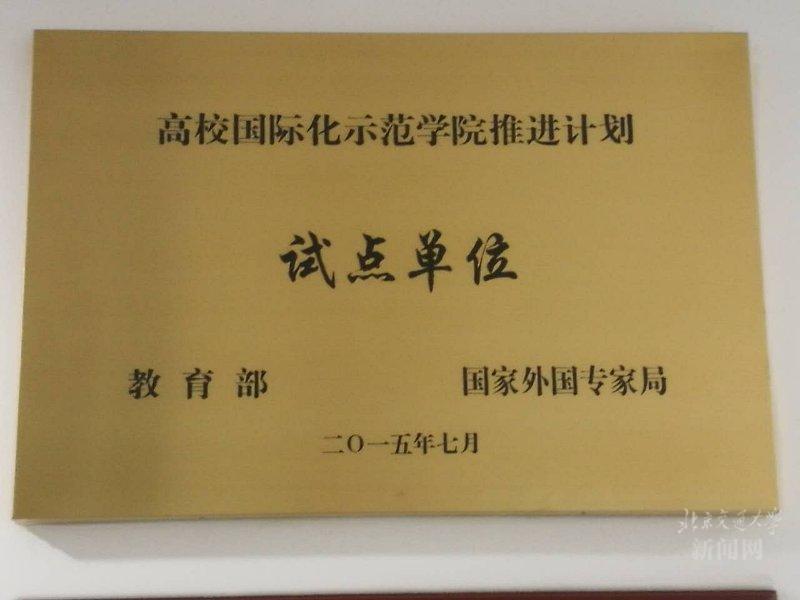 高校国际化示范学院推进计划
试点单位
教育部 国家外国专家局
二〇一五年七月
北京交通大学
新闻网